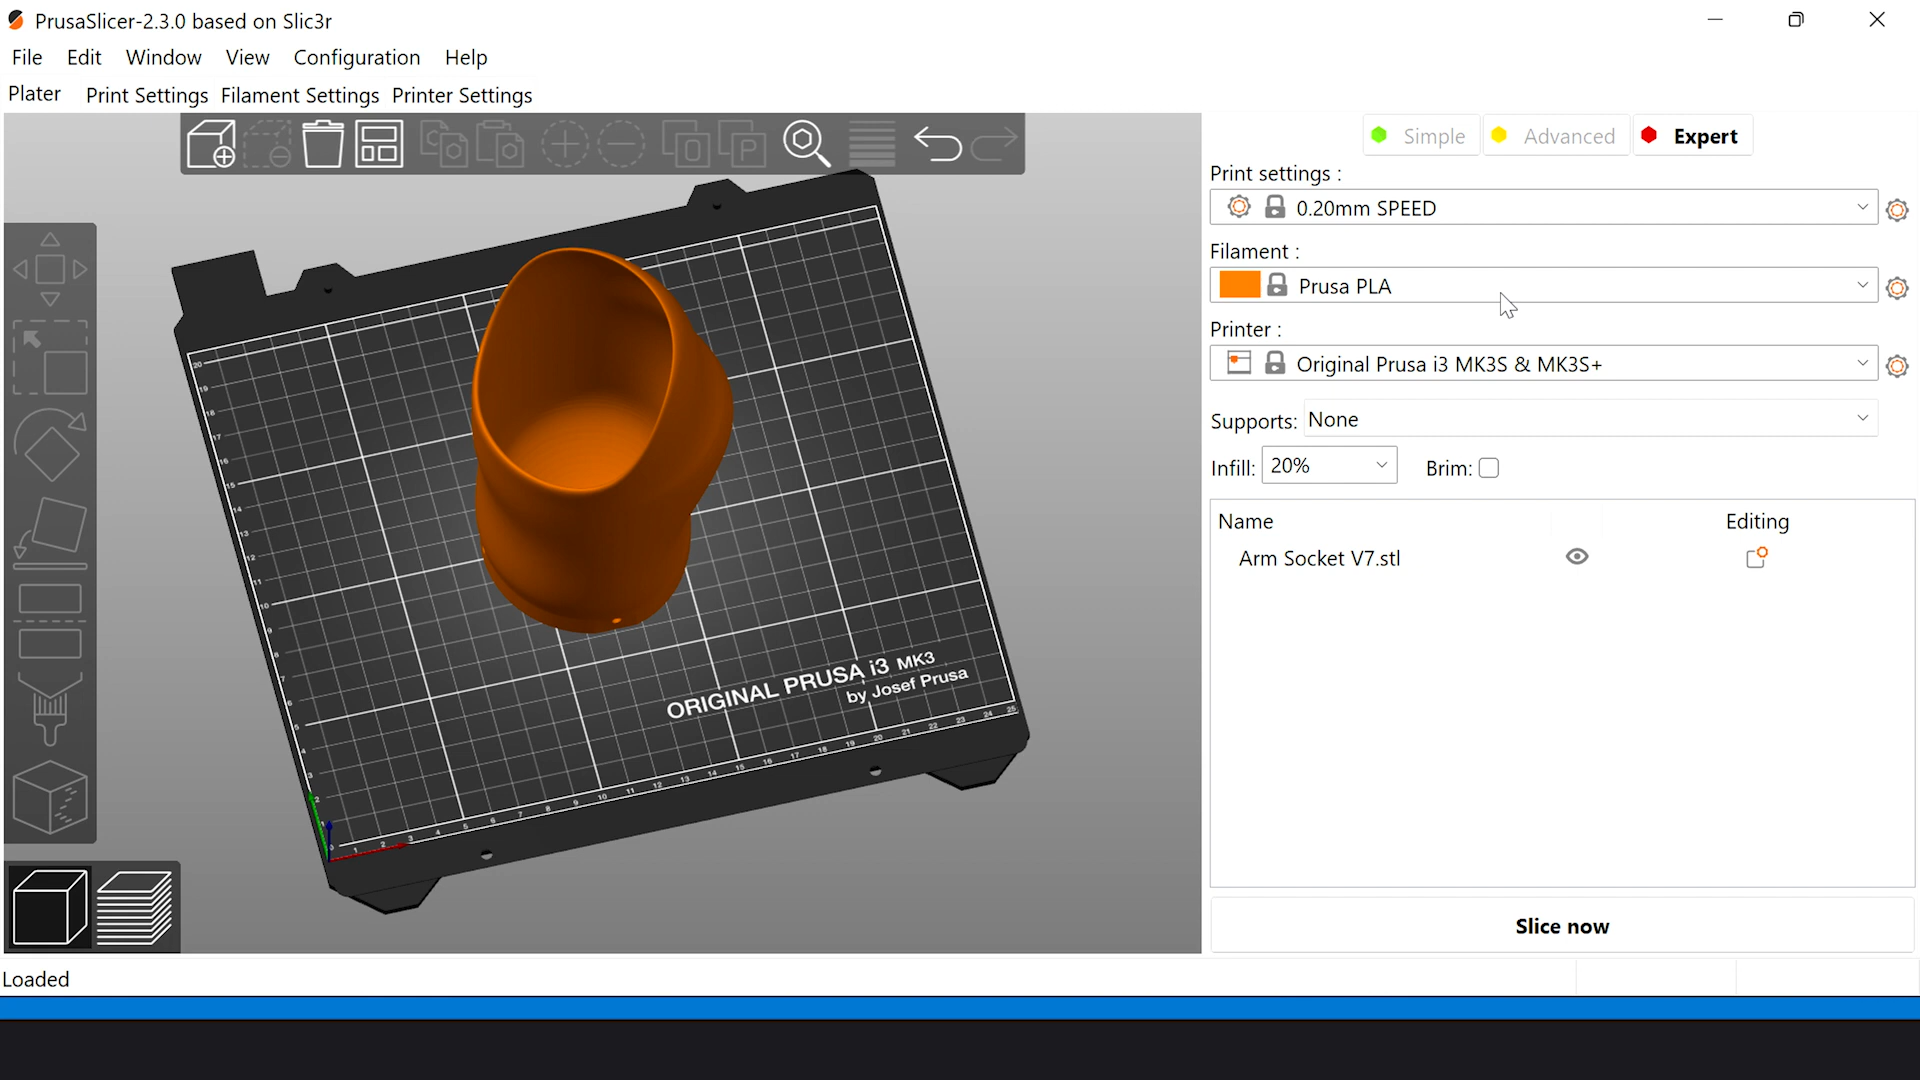 PrusaSlicer-2.3.0 based on Slic3r
File Edit Window View Configuration Help
Plater Print Settings Filament Settings Printer Settings
Simple Advanced Expert
Print settings :
0.20mm SPEED
Filament :
Prusa PLA
Printer :
Original Prusa i3 MK3S & MK3S+
Supports: None
Infill: 20% Brim:
Name Editing
Arm Socket V7.stl
ORIGINAL PRUSA i3 MK3
by Josef Prusa
Slice now
Loaded